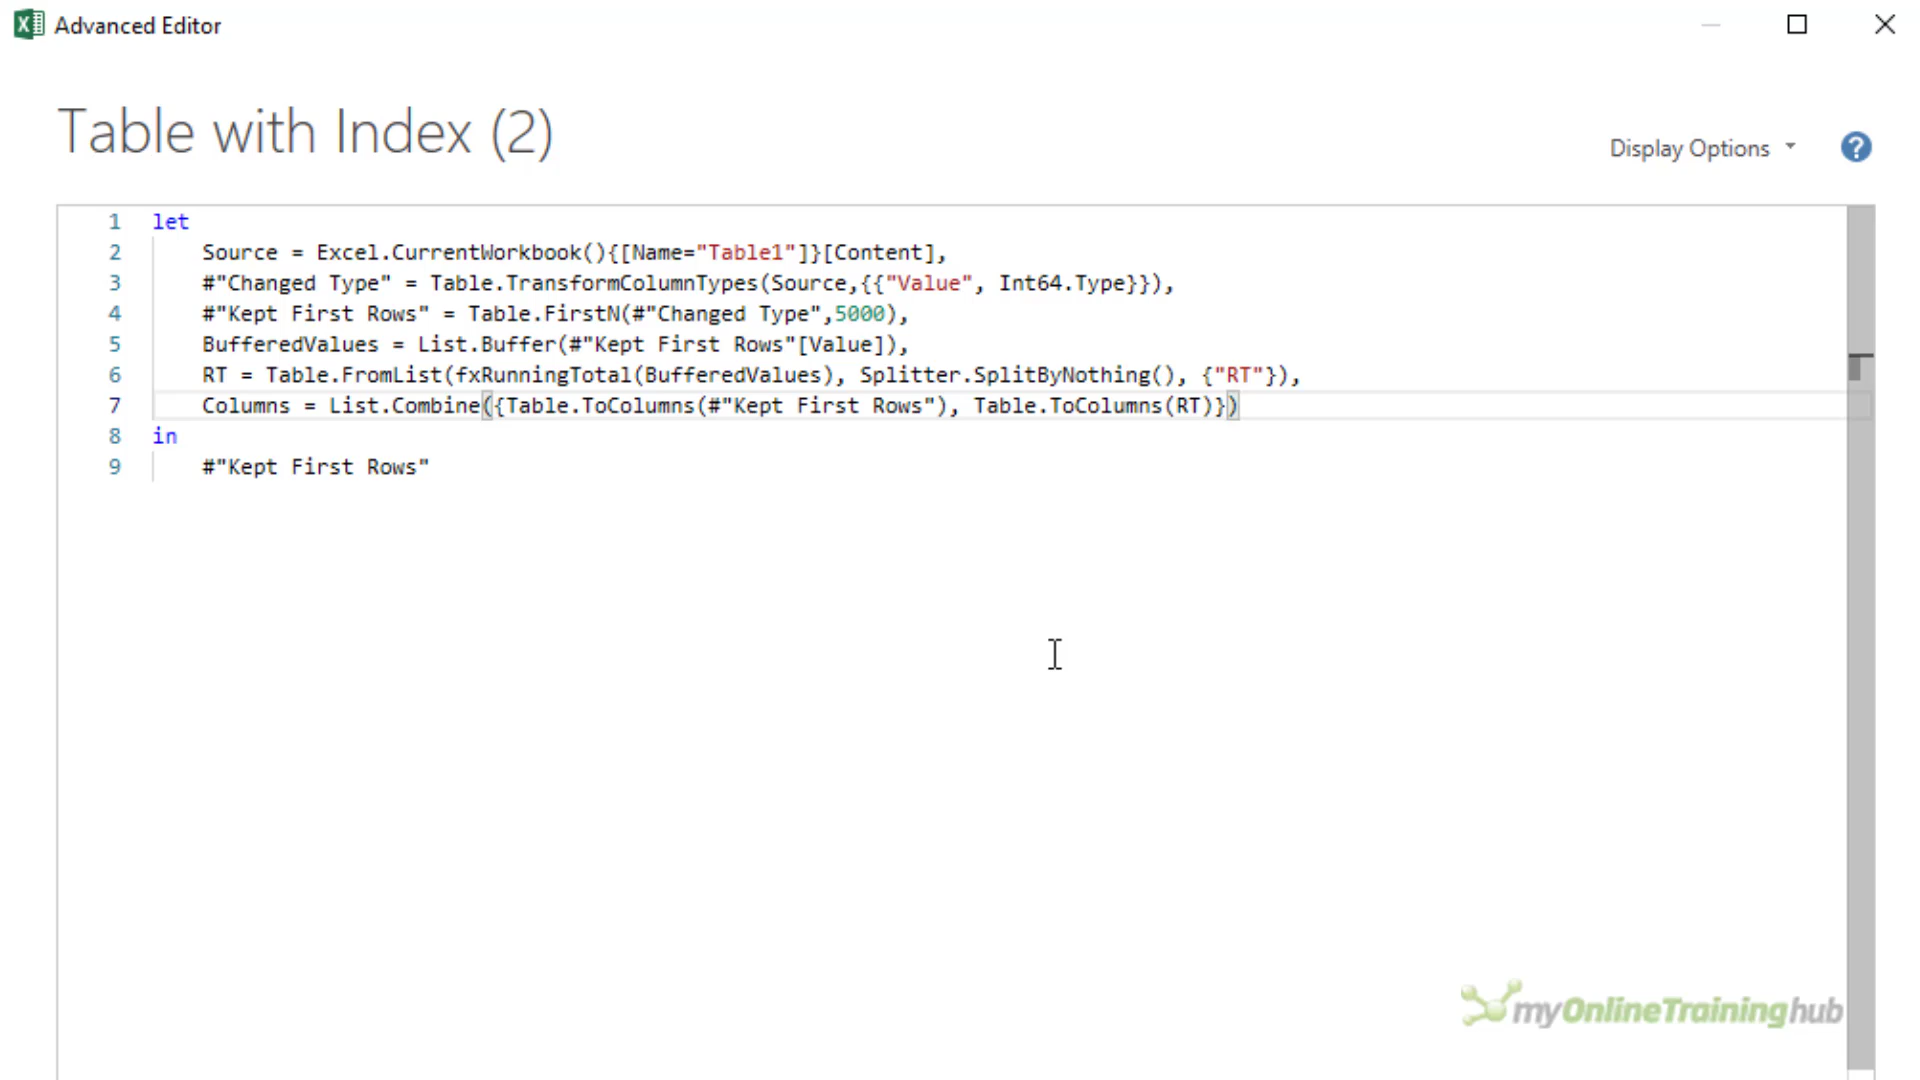 Advanced Editor
Table with Index (2)
Display Options
?
1 let
2 Source = Excel.CurrentWorkbook(){[Name="Table1"]}[Content],
3 #"Changed Type" = Table.TransformColumnTypes(Source,{{"Value", Int64.Type}}),
4 #"Kept First Rows" = Table.FirstN(#"Changed Type",5000),
5 BufferedValues = List.Buffer(#"Kept First Rows"[Value]),
6 RT = Table.FromList(fxRunningTotal(BufferedValues), Splitter.SplitByNothing(), {"RT"}),
7 Columns = List.Combine({Table.ToColumns(#"Kept First Rows"), Table.ToColumns(RT)})
8 in
9 #"Kept First Rows"
myOnlineTraininghub